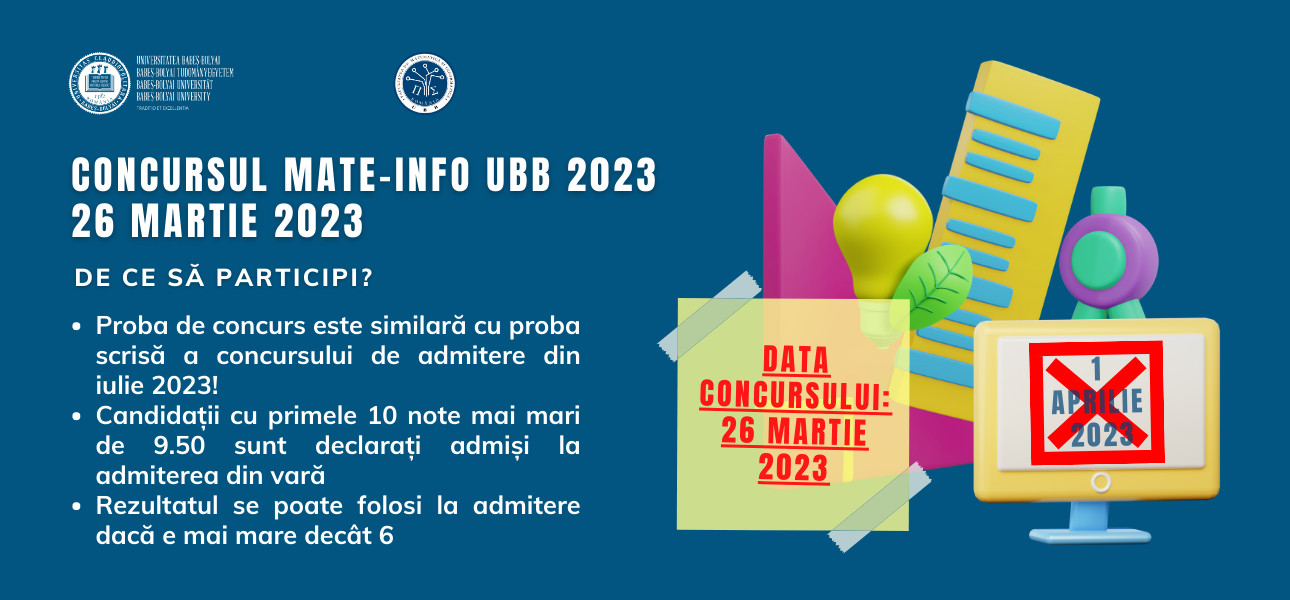 UNIVERSITATEA BABEȘ-BOLYAI
BABEȘ-BOLYAI TUDOMÁNYEGYETEM
BABEȘ-BOLYAI UNIVERSITÄT
BABEȘ-BOLYAI UNIVERSITY
TRADITIO ET EXCELLENTIA
CONCURSUL MATE-INFO UBB 2023
26 MARTIE 2023
DE CE SĂ PARTICIPI?
• Proba de concurs este similară cu proba
scrisă a concursului de admitere din
iulie 2023!
• Candidații cu primele 10 note mai mari
de 9.50 sunt declarați admiși la
admiterea din vară
• Rezultatul se poate folosi la admitere
dacă e mai mare decât 6
DATA
CONCURSULUI:
26 MARTIE
2023
1
APRILIE
2023